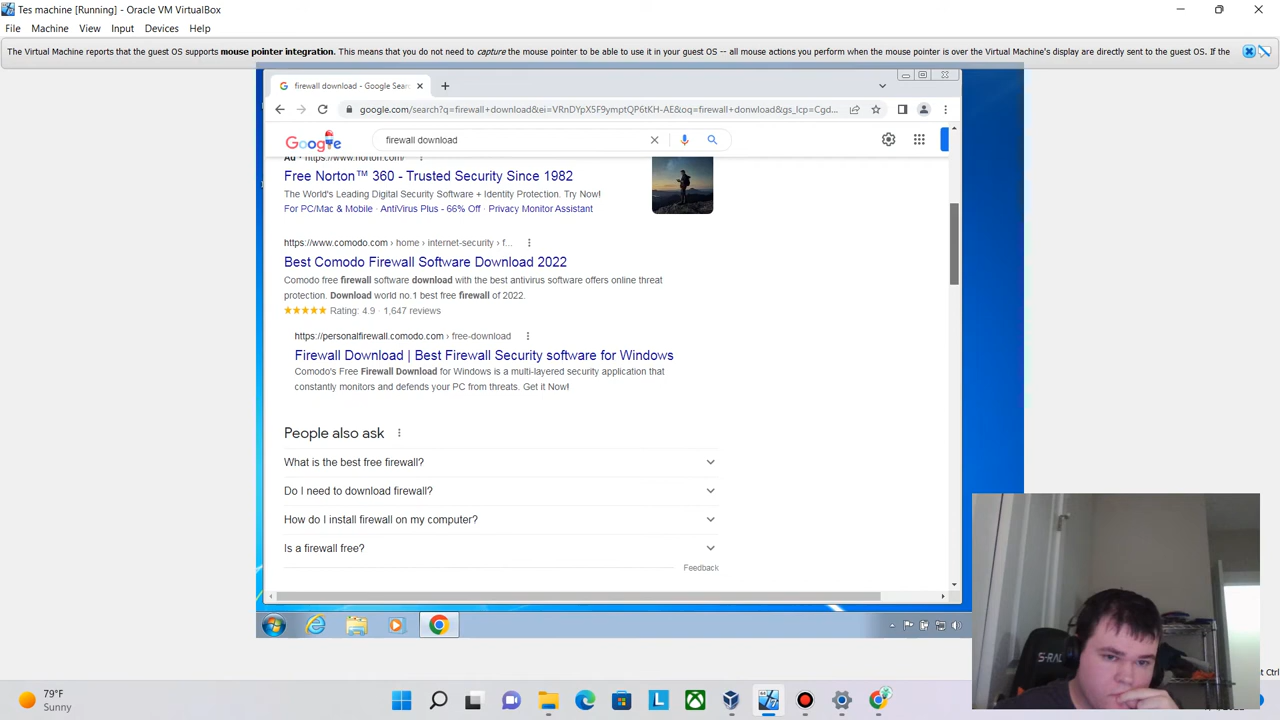 Tes machine [Running] - Oracle VM VirtualBox
File Machine View Input Devices Help
The Virtual Machine reports that the guest OS supports mouse pointer integration. This means that you do not need to capture the mouse pointer to be able to use it in your guest OS -- all mouse actions you perform when the mouse pointer is over the Virtual Machine's display are directly sent to the guest OS. If the
firewall download - Google Sear
google.com/search?q=firewall+download&ei=VRnDYpX5F9ymptQP6tKH-AE&oq=firewall+donwload&gs_lcp=Cgd...
Google
firewall download
Ad · https://www.norton.com/
Free Norton™ 360 - Trusted Security Since 1982
The World's Leading Digital Security Software + Identity Protection. Try Now!
For PC/Mac & Mobile · AntiVirus Plus - 66% Off · Privacy Monitor Assistant
https://www.comodo.com › home › internet-security › f...
Best Comodo Firewall Software Download 2022
Comodo free firewall software download with the best antivirus software offers online threat
protection. Download world no.1 best free firewall of 2022.
★★★★★ Rating: 4.9 · 1,647 reviews
https://personalfirewall.comodo.com › free-download
Firewall Download | Best Firewall Security software for Windows
Comodo's Free Firewall Download for Windows is a multi-layered security application that
constantly monitors and defends your PC from threats. Get it Now!
People also ask
What is the best free firewall?
Do I need to download firewall?
How do I install firewall on my computer?
Is a firewall free?
Feedback
79°F
Sunny